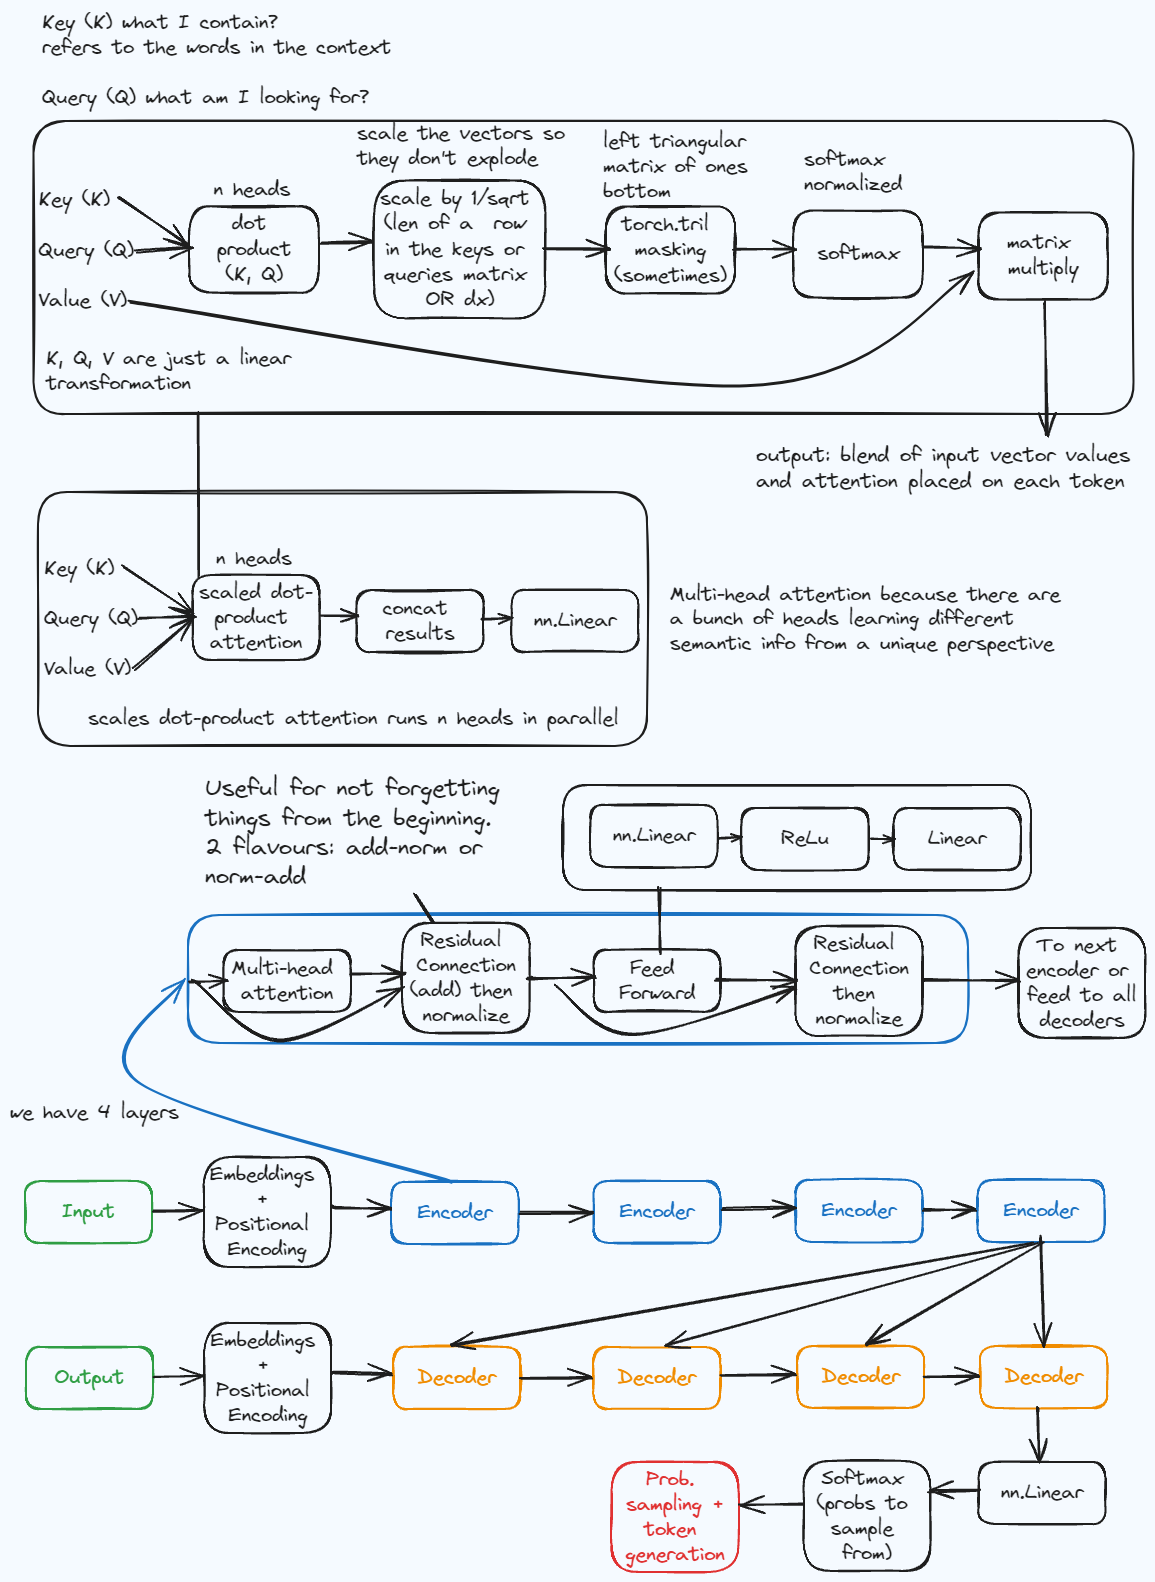 Key (K) what I contain?
refers to the words in the context
Query (Q) what am I looking for?
scale the vectors so
they don't explode
left triangular
matrix of ones
bottom
softmax
normalized
n heads
Key (K)
Query (Q)
Value (V)
dot
product
(K, Q)
scale by 1/sqrt
(len of a row
in the keys or
queries matrix
OR dx)
torch.tril
masking
(sometimes)
softmax
matrix
multiply
K, Q, V are just a linear
transformation
output: blend of input vector values
and attention placed on each token
n heads
Key (K)
Query (Q)
Value (V)
scaled dot-
product
attention
concat
results
nn.Linear
scales dot-product attention runs n heads in parallel
Multi-head attention because there are
a bunch of heads learning different
semantic info from a unique perspective
Useful for not forgetting
things from the beginning.
2 flavours: add-norm or
norm-add
nn.Linear
ReLu
Linear
Multi-head
attention
Residual
Connection
(add) then
normalize
Feed
Forward
Residual
Connection
then
normalize
To next
encoder or
feed to all
decoders
we have 4 layers
Input
Embeddings
+
Positional
Encoding
Encoder
Encoder
Encoder
Encoder
Output
Embeddings
+
Positional
Encoding
Decoder
Decoder
Decoder
Decoder
nn.Linear
Softmax
(probs to
sample
from)
Prob.
sampling +
token
generation